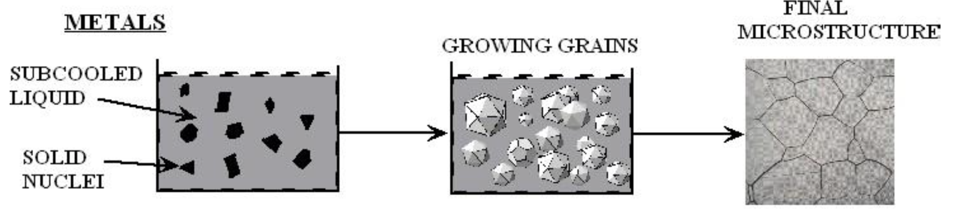 METALS
SUBCOOLED
LIQUID
SOLID
NUCLEI
GROWING GRAINS
FINAL
MICROSTRUCTURE